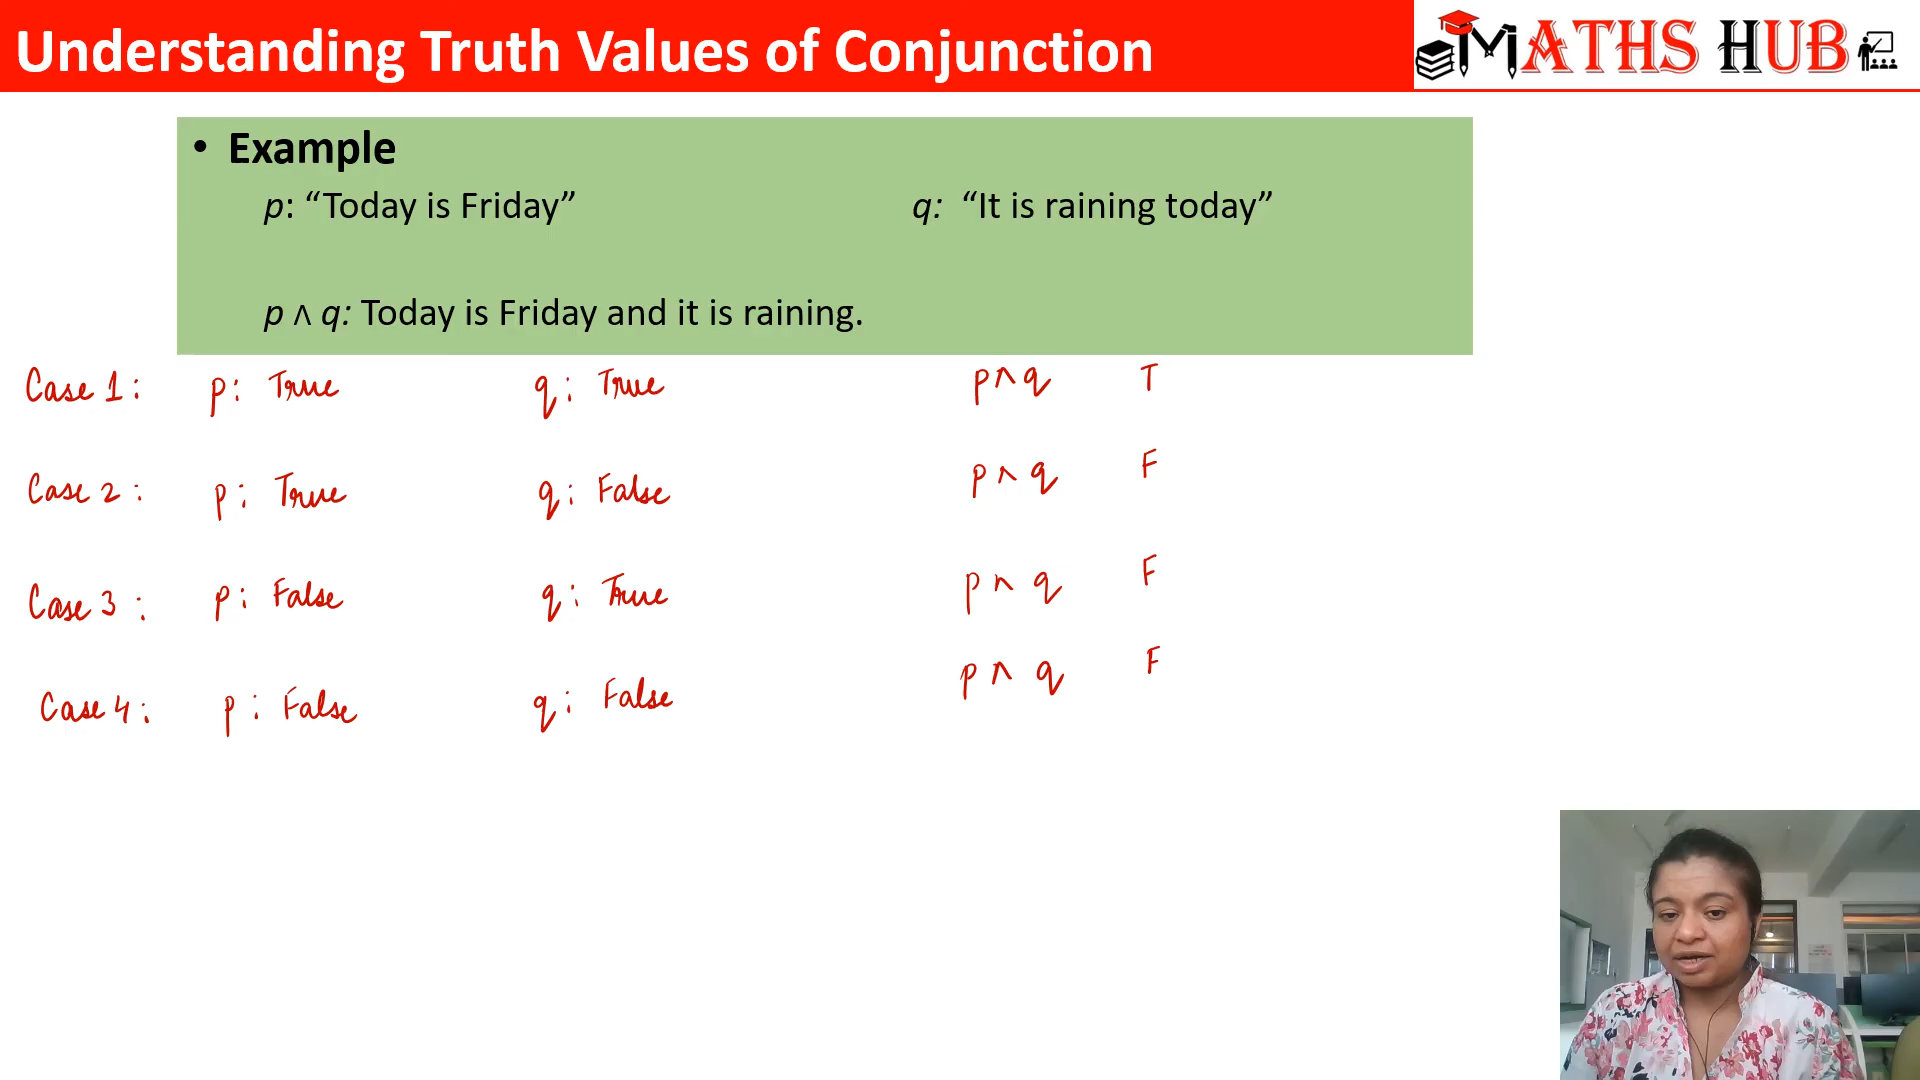 Understanding Truth Values of Conjunction
MATHS HUB
• Example
p: “Today is Friday” q: “It is raining today”
p ∧ q: Today is Friday and it is raining.
Case 1: p: True q: True p∧q T
Case 2: p: True q: False p∧q F
Case 3: p: False q: True p∧q F
Case 4: p: False q: False p∧q F